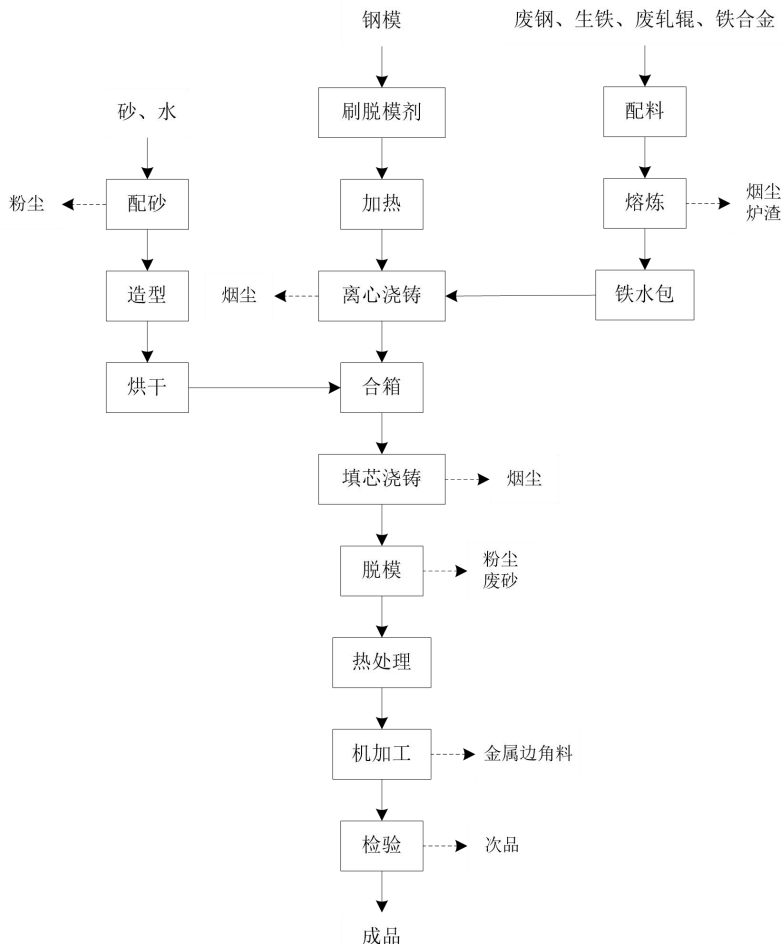 钢模
废钢、生铁、废轧辊、铁合金
砂、水
刷脱模剂
配料
粉尘
配砂
加热
熔炼
烟尘
炉渣
造型
烟尘
离心浇铸
铁水包
烘干
合箱
填芯浇铸
烟尘
脱模
粉尘
废砂
热处理
机加工
金属边角料
检验
次品
成品